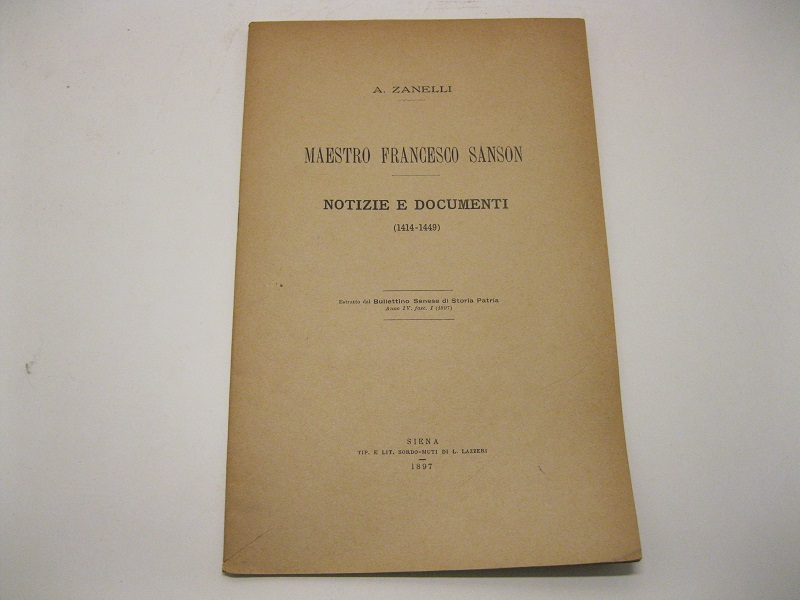 A. ZANELLI
MAESTRO FRANCESCO SANSON
NOTIZIE E DOCUMENTI
(1414-1449)
Estratto dal Bullettino Senese di Storia Patria
Anno IV, fasc. I (1897)
SIENA
TIP. E LIT. SORDO-MUTI DI L. LAZZERI
1897